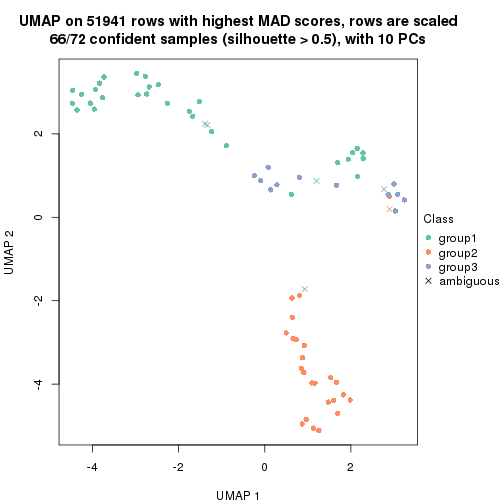 UMAP on 51941 rows with highest MAD scores, rows are scaled
66/72 confident samples (silhouette > 0.5), with 10 PCs
2
0
-2
-4
UMAP 2
-4
-2
0
2
UMAP 1
Class
group1
group2
group3
ambiguous